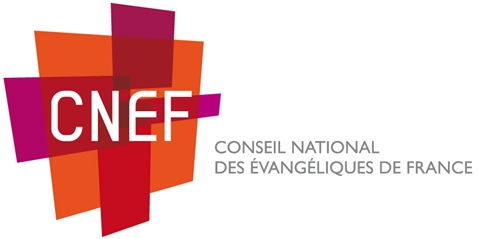 CNEF
CONSEIL NATIONAL
DES ÉVANGÉLIQUES DE FRANCE